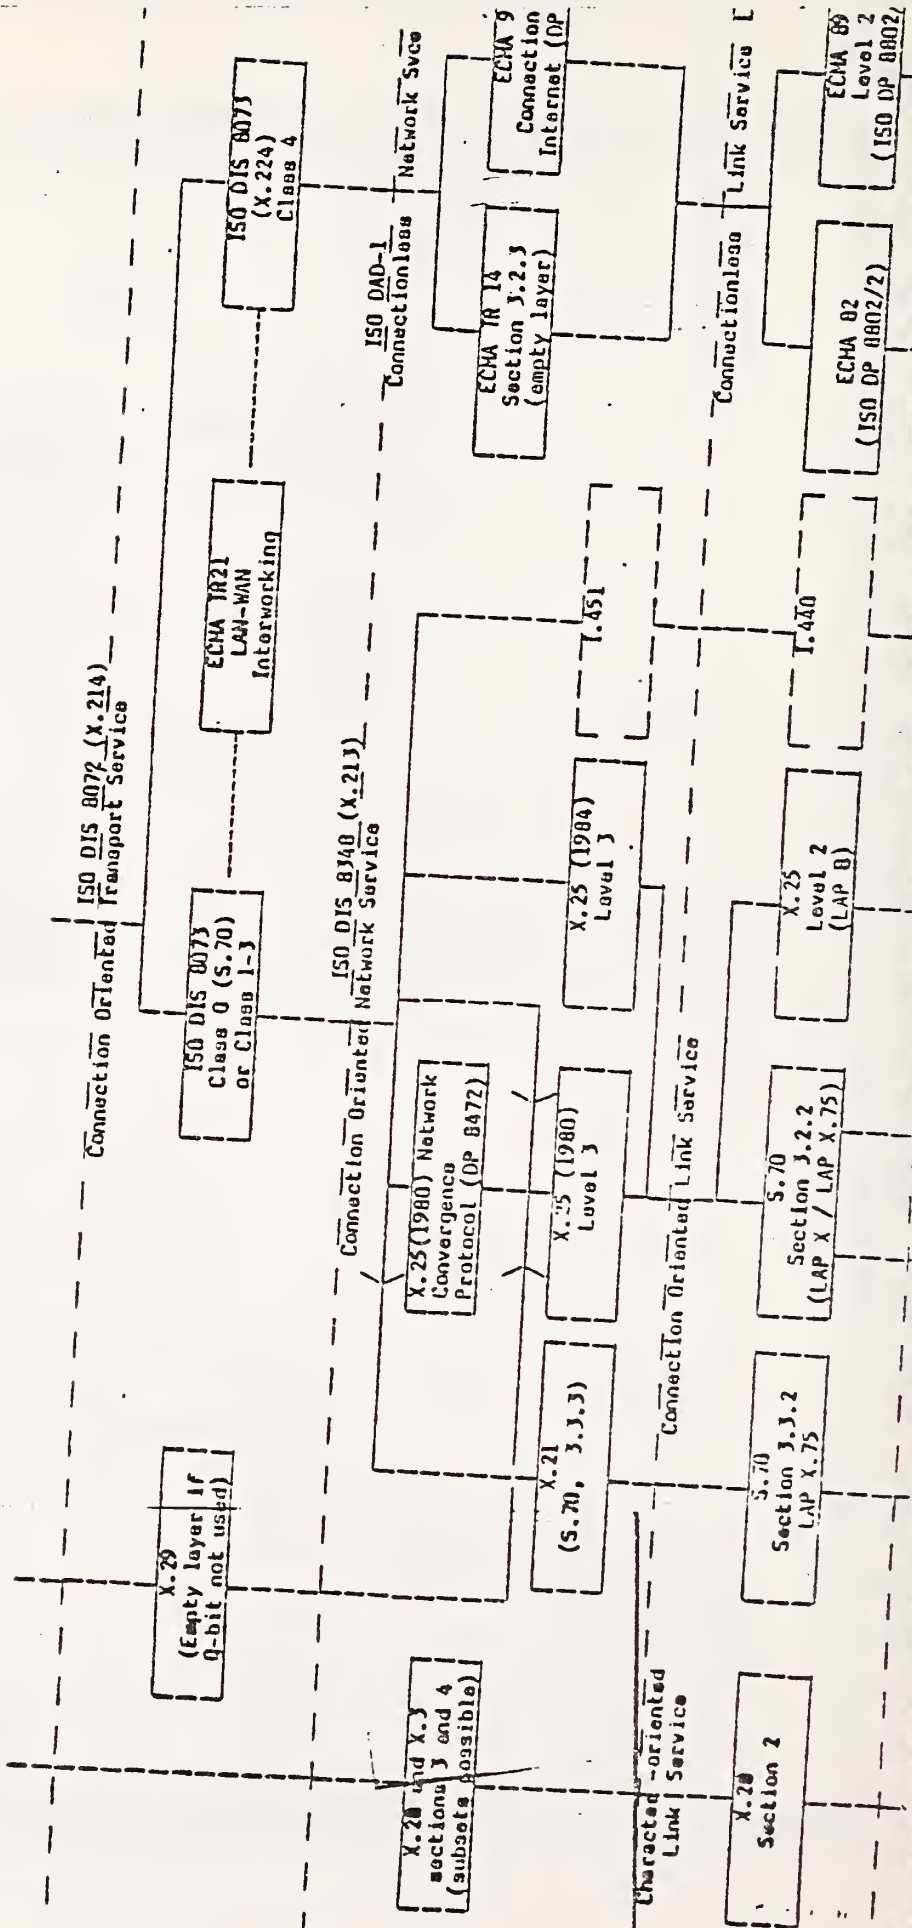 Connection Oriented Transport Service
ISO DIS 8072 (X.214)
X.29
(Empty layer if
Q-bit not used)
ISO DIS 8073
Class 0 (S.70)
or Class 1-3
ECMA TR21
LAN-WAN
Interworking
ISO DIS 8073
(X.224)
Class 4
ISO DIS 8348 (X.213)
Connection Oriented Network Service
ISO DAD-1
Connectionless Network Svce
X.28 and X.3
sections 3 and 4
(subsets possible)
X.25(1980) Network
Convergence
Protocol (DP 8472)
ECMA TR 14
Section 3.2.3
(empty layer)
ECMA 9
Connection
Internet (DP
X.21
(S.70, 3.3.3)
X.25 (1980)
Level 3
X.25 (1984)
Level 3
I.451
Character-oriented
Link Service
Connection Oriented Link Service
Connectionless Link Service
X.28
Section 2
S.70
Section 3.3.2
LAP X.75
S.70
Section 3.2.2
(LAP X / LAP X.75)
X.25
Level 2
(LAP B)
I.440
ECMA 82
(ISO DP 8802/2)
ECMA 89
Level 2
(ISO DP 8802/